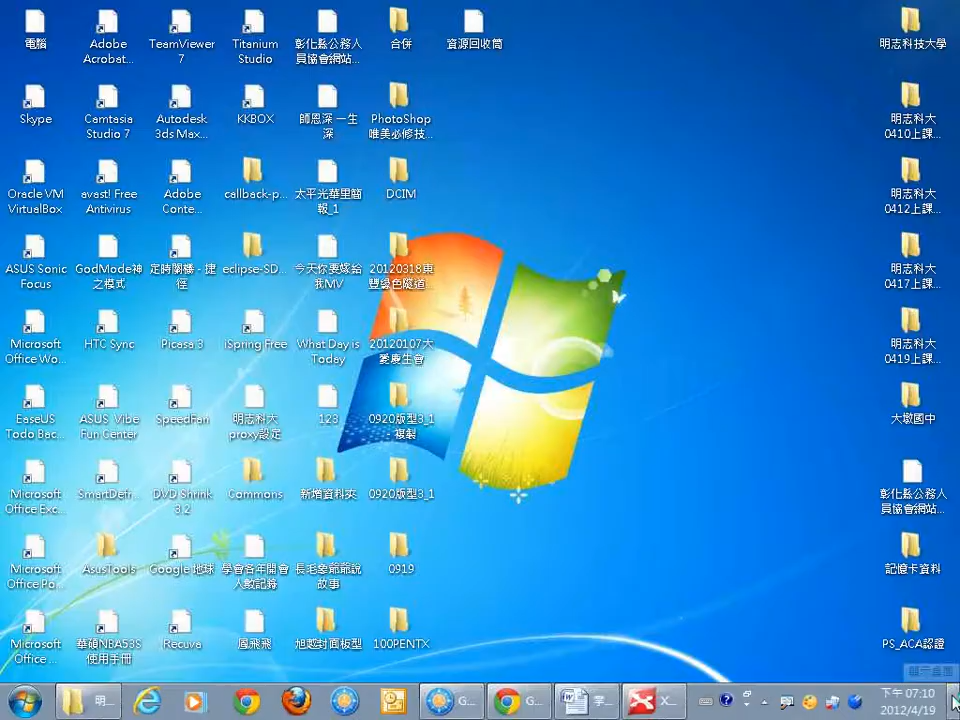 電腦
Adobe
Acrobat...
TeamViewer
7
Titanium
Studio
彰化縣公務人
員協會網站...
合併
資源回收筒
明志科技大學
Skype
Camtasia
Studio 7
Autodesk
3ds Max...
KKBOX
師恩深 一生
深
PhotoShop
唯美必修技...
明志科大
0410上課...
Oracle VM
VirtualBox
avast! Free
Antivirus
Adobe
Conte...
callback-p...
太平光華里簡
報_1
DCIM
明志科大
0412上課...
ASUS Sonic
Focus
GodMode神
之程式
定時關機 - 捷
徑
eclipse-SD...
今天你要嫁給
我MV
20120318東
豐綠色隧道...
明志科大
0417上課...
Microsoft
Office Wo...
HTC Sync
Picasa 3
iSpring Free
What Day is
Today
20120107大
愛慶生會
明志科大
0419上課...
EaseUS
Todo Bac...
ASUS Vibe
Fun Center
SpeedFan
明志科大
proxy設定
123
0920版型3_1
複製
大墩國中
Microsoft
Office Exc...
SmartDefr...
DVD Shrink
3.2
Commons
新增資料夾
0920版型3_1
彰化縣公務人
員協會網站...
Microsoft
Office Po...
AsusTools
Google 地球
學會各年開會
人數記錄
長毛象爺爺說
故事
0919
記憶卡資料
Microsoft
Office ...
華碩NBA53S
使用手冊
Recuva
鳳飛飛
旭超封面板型
100PENTX
PS_ACA認證
顯示桌面
明...
G...
G...
掌...
X...
下午 07:10
2012/4/19